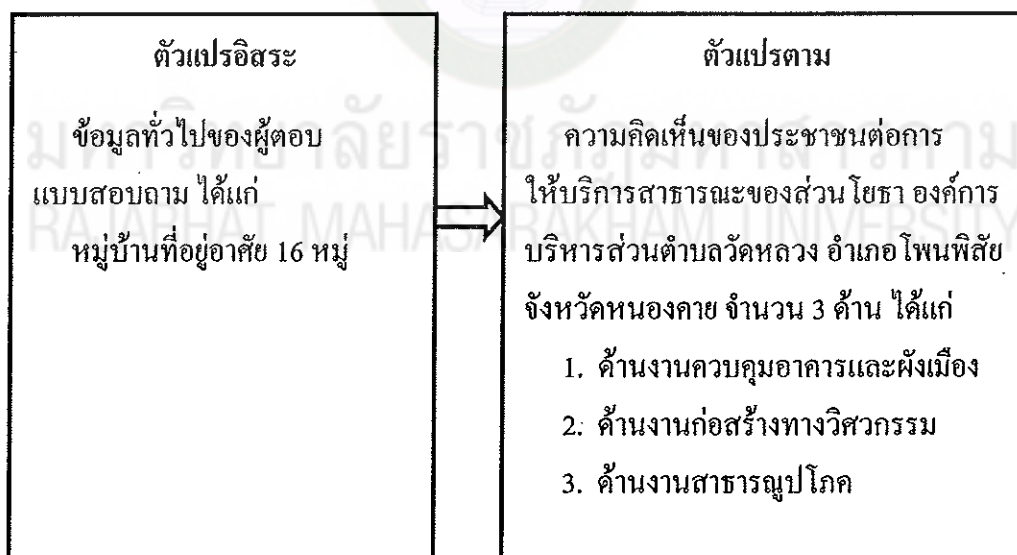 ตัวแปรอิสระ
ข้อมูลทั่วไปของผู้ตอบ
แบบสอบถาม ได้แก่
หมู่บ้านที่อยู่อาศัย 16 หมู่
ตัวแปรตาม
ความคิดเห็นของประชาชนต่อการ
ให้บริการสาธารณะของส่วนโยธา องค์การ
บริหารส่วนตำบลวัดหลวง อำเภอโพนพิสัย
จังหวัดหนองคาย จำนวน 3 ด้าน ได้แก่
1. ด้านงานควบคุมอาคารและผังเมือง
2. ด้านงานก่อสร้างทางวิศวกรรม
3. ด้านงานสาธารณูปโภค
มหาวิทยาลัยราชภัฏมหาสารคาม
RAJABHAT MAHASARAKHAM UNIVERSITY